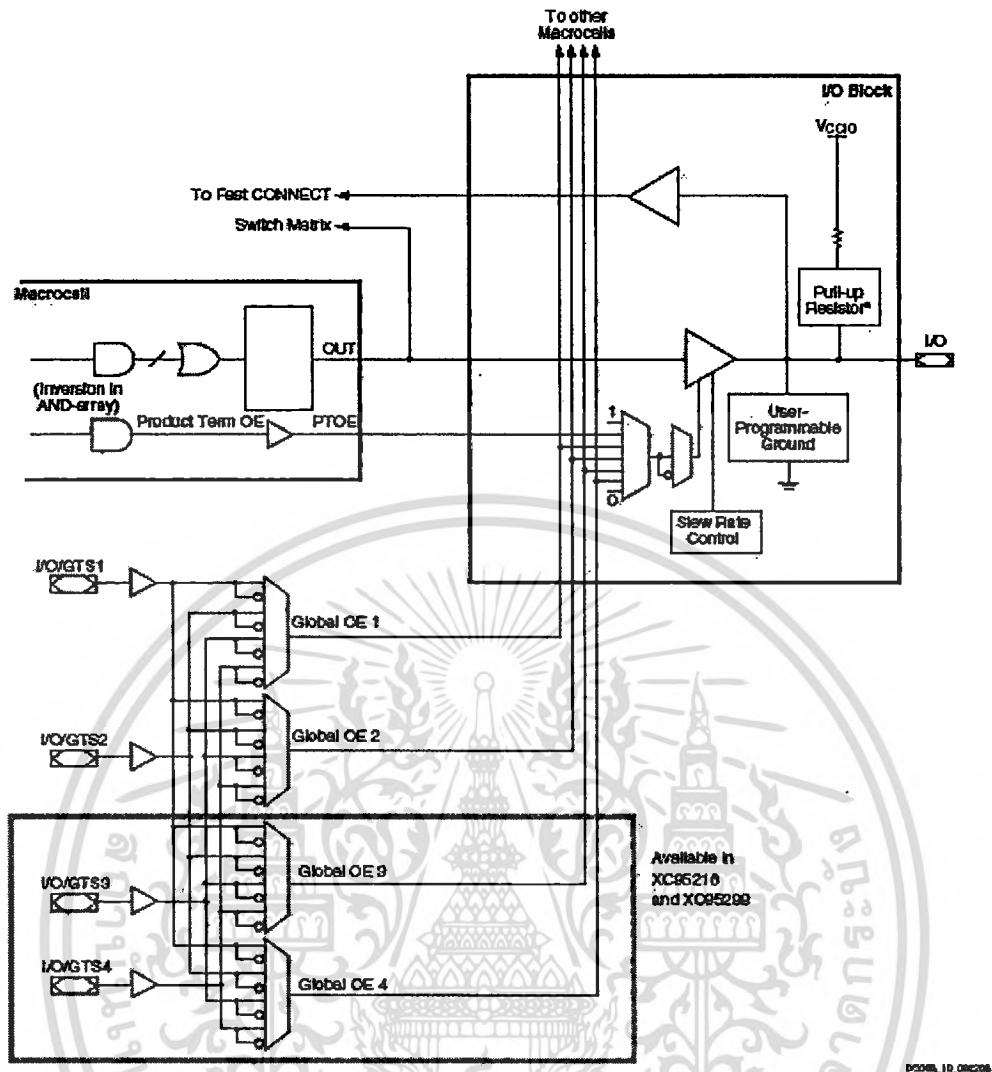 To other
Macrocells
I/O Block
VCCIO
To Fast CONNECT
Switch Matrix
Macrocell
Pull-up
Resistor*
OUT
I/O
(Inversion in
AND-array)
Product Term OE
PTOE
1
User-
Programmable
Ground
0
Slew Rate
Control
I/O/GTS1
Global OE 1
I/O/GTS2
Global OE 2
Available in
XC95216
and XC95288
I/O/GTS3
Global OE 3
I/O/GTS4
Global OE 4